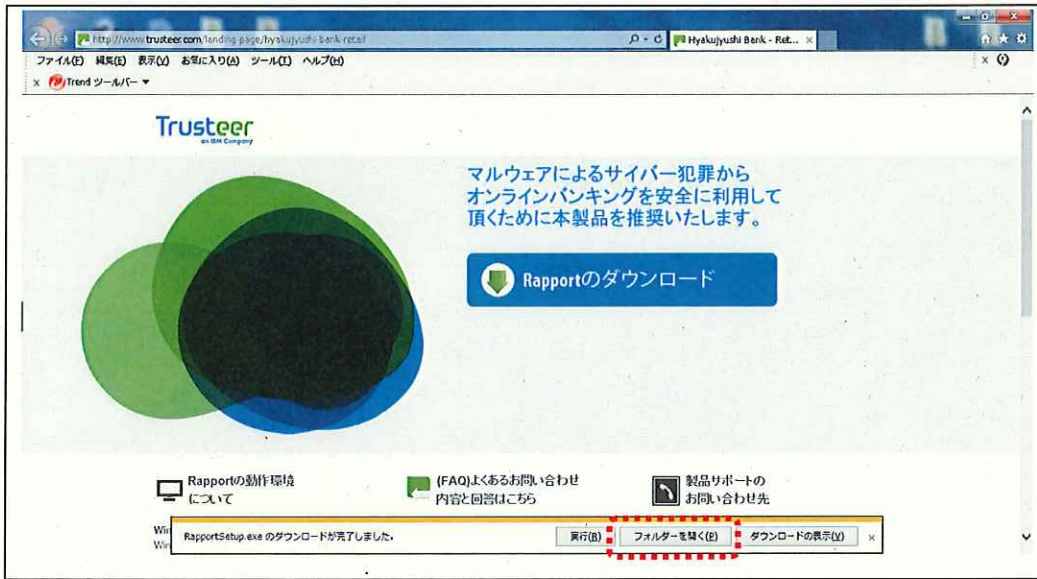 http://www.trusteer.com/landing-page/hyakujyushi-bank-retail
Hyakujyushi Bank - Ret...
ファイル(F) 編集(E) 表示(V) お気に入り(A) ツール(T) ヘルプ(H)
Trend ツールバー
Trusteer
an IBM Company
マルウェアによるサイバー犯罪から
オンラインバンキングを安全に利用して
頂くために本製品を推奨いたします。
Rapportのダウンロード
Rapportの動作環境
について
(FAQ)よくあるお問い合わせ
内容と回答はこちら
製品サポートの
お問い合わせ先
Win
Win
RapportSetup.exe のダウンロードが完了しました。
実行(R) フォルダーを開く(P) ダウンロードの表示(V) ×